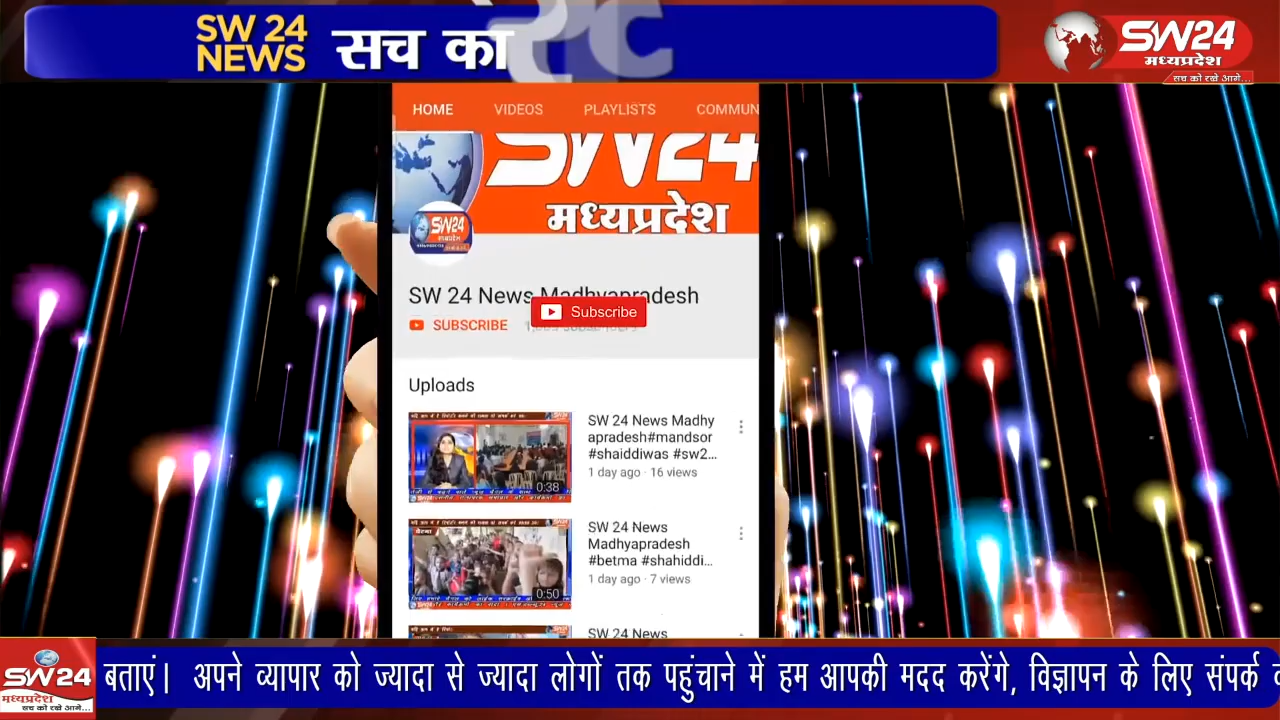 SW 24
NEWS
सच का
SW24
मध्यप्रदेश
सच को रखे आगे...
HOME VIDEOS PLAYLISTS COMMUN
SW24
मध्यप्रदेश
SW24
SW 24 News Madhyapradesh
SUBSCRIBE
Subscribe
Uploads
SW 24 News Madhy
apradesh#mandsor
#shaiddiwas #sw2...
1 day ago · 16 views
0:38
SW 24 News
Madhyapradesh
#betma #shahiddi...
1 day ago · 7 views
0:50
SW 24 News
SW24
मध्यप्रदेश
सच को रखे आगे...
बताएं। अपने व्यापार को ज्यादा से ज्यादा लोगों तक पहुंचाने में हम आपकी मदद करेंगे, विज्ञापन के लिए संपर्क